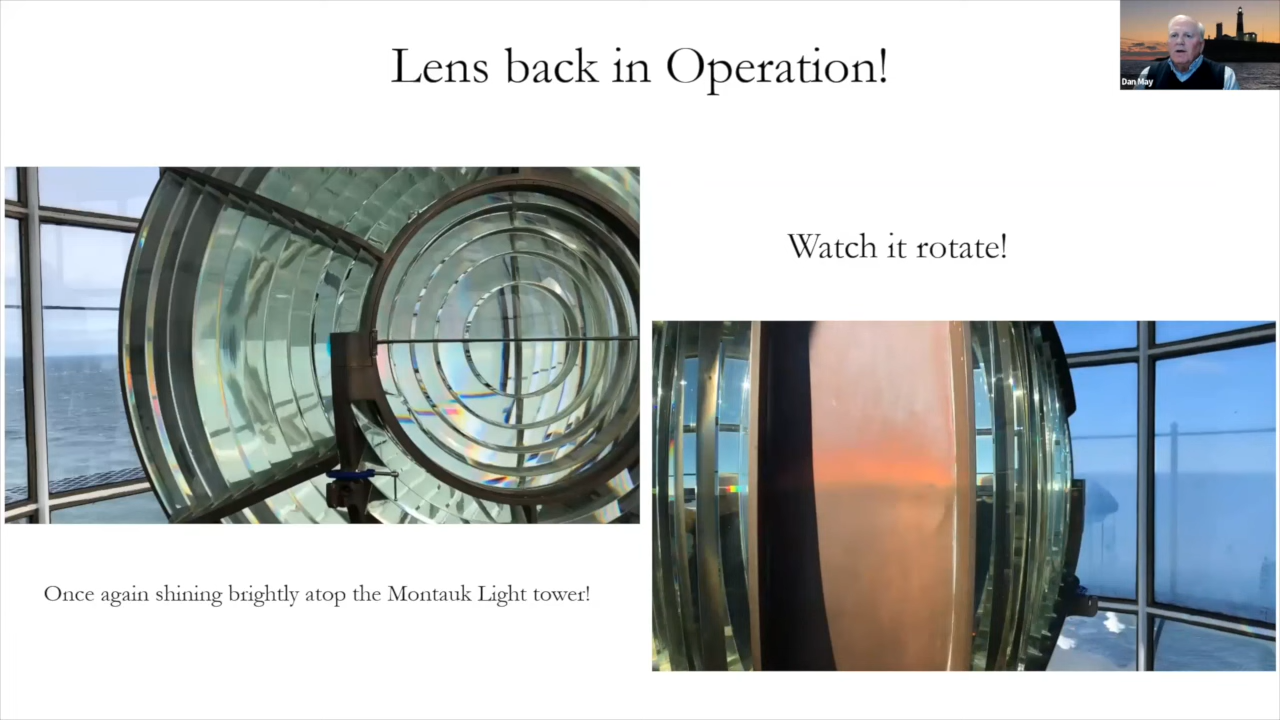 Lens back in Operation!
Dan May
Watch it rotate!
Once again shining brightly atop the Montauk Light tower!